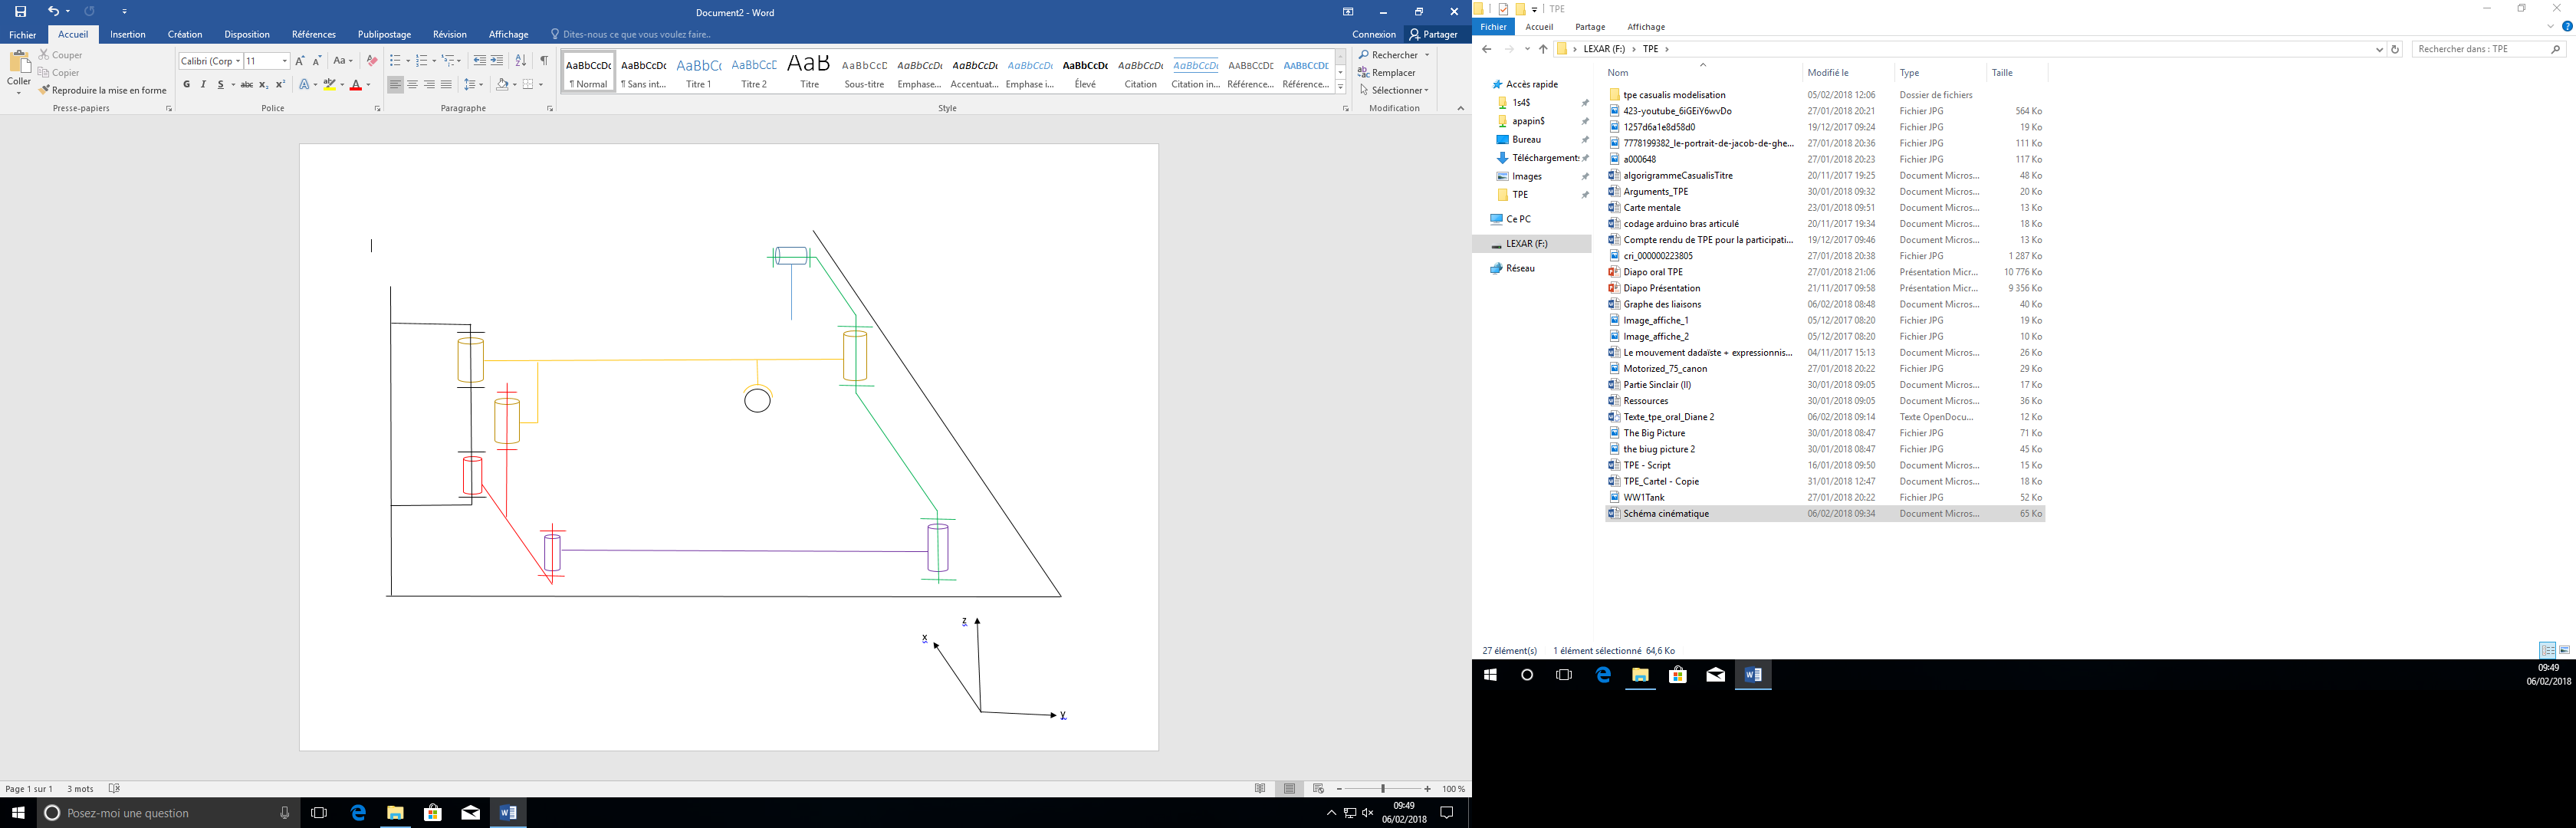 Document2 - Word
Fichier Accueil Insertion Création Disposition Références Publipostage Révision Affichage Dites-nous ce que vous voulez faire.. Connexion Partager
Coller
Couper
Copier
Reproduire la mise en forme
Presse-papiers
Calibri (Corp 11
G I S abc x₂ x²
Police
Paragraphe
AaBbCcDc AaBbCcDc AaBbC( AaBbCcC AaB AaBbCcD AaBbCcDc AaBbCcDc AaBbCcDc AaBbCcDc AaBbCcDc AaBbCcDc AABBCCDC AABBCCDC
¶ Normal ¶ Sans int... Titre 1 Titre 2 Titre Sous-titre Emphase... Accentuat... Emphase i... Élevé Citation Citation in... Référence... Référence...
Style
Rechercher
Remplacer
Sélectionner
Modification
z
x
y
Page 1 sur 1 3 mots
100 %
Posez-moi une question
09:49
06/02/2018
TPE
Fichier Accueil Partage Affichage
LEXAR (F:) TPE
Rechercher dans : TPE
Accès rapide
1s4$
apapin$
Bureau
Téléchargements
Images
TPE
Ce PC
LEXAR (F:)
Réseau
Nom Modifié le Type Taille
tpe casualis modelisation 05/02/2018 12:06 Dossier de fichiers
423-youtube_6iGEiY6wvDo 27/01/2018 20:21 Fichier JPG 564 Ko
1257d6a1e8d58d0 19/12/2017 09:24 Fichier JPG 19 Ko
7778199382_le-portrait-de-jacob-de-ghe... 27/01/2018 20:36 Fichier JPG 111 Ko
a000648 27/01/2018 20:23 Fichier JPG 117 Ko
algorigrammeCasualisTitre 20/11/2017 19:25 Document Micros... 48 Ko
Arguments_TPE 30/01/2018 09:32 Document Micros... 20 Ko
Carte mentale 23/01/2018 09:51 Document Micros... 13 Ko
codage arduino bras articulé 20/11/2017 19:34 Document Micros... 18 Ko
Compte rendu de TPE pour la participati... 19/12/2017 09:46 Document Micros... 13 Ko
cri_000000223805 27/01/2018 20:38 Fichier JPG 1 287 Ko
Diapo oral TPE 27/01/2018 21:06 Présentation Micr... 10 776 Ko
Diapo Présentation 21/11/2017 09:58 Présentation Micr... 9 356 Ko
Graphe des liaisons 06/02/2018 08:48 Document Micros... 40 Ko
Image_affiche_1 05/12/2017 08:20 Fichier JPG 19 Ko
Image_affiche_2 05/12/2017 08:20 Fichier JPG 10 Ko
Le mouvement dadaïste + expressionnis... 04/11/2017 15:13 Document Micros... 26 Ko
Motorized_75_canon 27/01/2018 20:22 Fichier JPG 29 Ko
Partie Sinclair (II) 30/01/2018 09:05 Document Micros... 17 Ko
Ressources 30/01/2018 09:05 Document Micros... 36 Ko
Texte_tpe_oral_Diane 2 06/02/2018 09:14 Texte OpenDocu... 12 Ko
The Big Picture 30/01/2018 08:47 Fichier JPG 71 Ko
the biug picture 2 30/01/2018 08:47 Fichier JPG 45 Ko
TPE - Script 16/01/2018 09:50 Document Micros... 15 Ko
TPE_Cartel - Copie 31/01/2018 12:47 Document Micros... 18 Ko
WW1Tank 27/01/2018 20:22 Fichier JPG 52 Ko
Schéma cinématique 06/02/2018 09:34 Document Micros... 65 Ko
27 élément(s) 1 élément sélectionné 64,6 Ko
09:49
06/02/2018